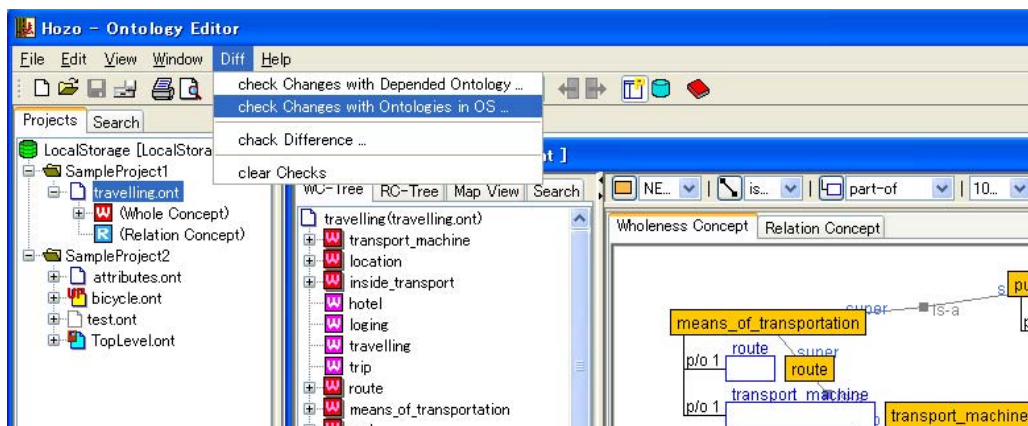 Hozo - Ontology Editor
File Edit View Window Diff Help
check Changes with Depended Ontology ...
check Changes with Ontologies in OS ...
chack Difference ...
clear Checks
Projects Search
LocalStorage [LocalStora
SampleProject1
travelling.ont
(Whole Concept)
(Relation Concept)
SampleProject2
attributes.ont
bicycle.ont
test.ont
TopLevel.ont
nt ]
WC-Tree RC-Tree Map View Search
travelling(travelling.ont)
transport_machine
location
inside_transport
hotel
loging
travelling
trip
route
means_of_transportation
NE... is... part-of 10...
Wholeness Concept Relation Concept
super is-a s pu
means_of_transportation
p/o 1 route super
route
p/o 1 transport_machine
transport_machine